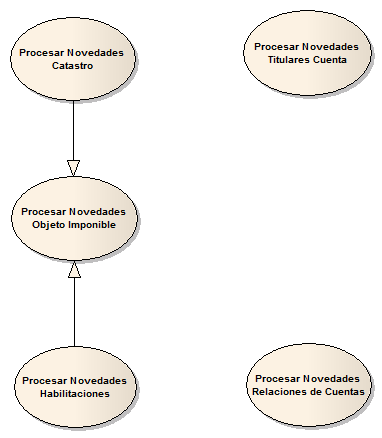 Procesar Novedades
Catastro
Procesar Novedades
Titulares Cuenta
Procesar Novedades
Objeto Imponible
Procesar Novedades
Habilitaciones
Procesar Novedades
Relaciones de Cuentas